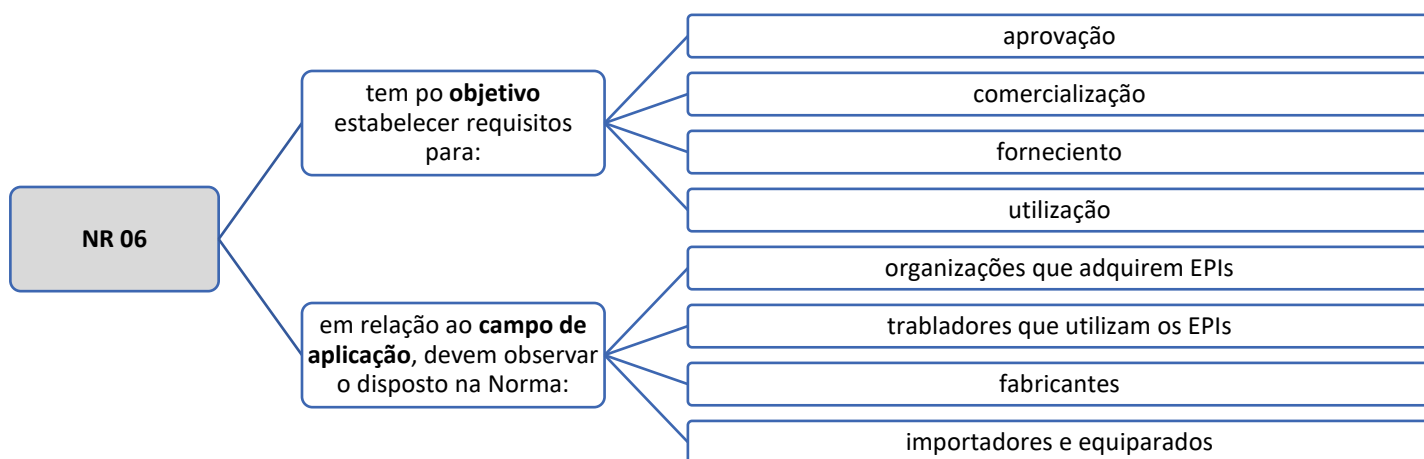 NR 06
tem po objetivo
estabelecer requisitos
para:
aprovação
comercialização
forneciento
utilização
em relação ao campo de
aplicação, devem observar
o disposto na Norma:
organizações que adquirem EPIs
trabladores que utilizam os EPIs
fabricantes
importadores e equiparados